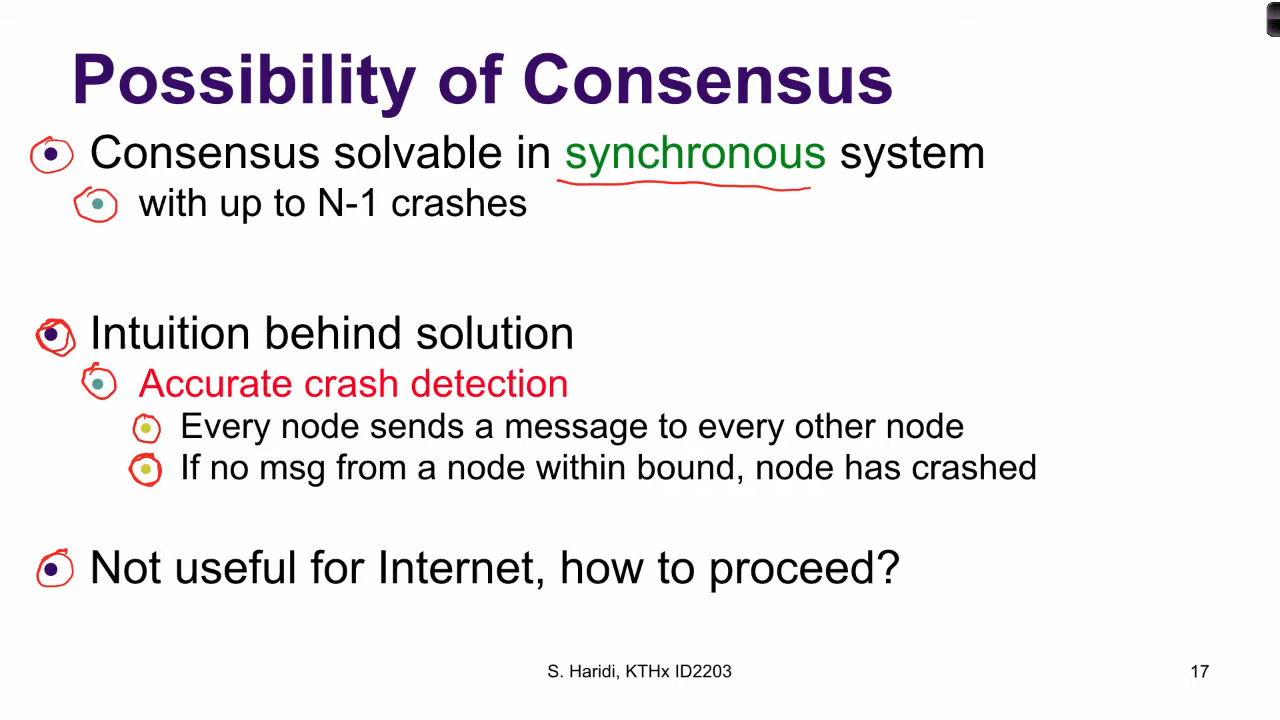 Possibility of Consensus
Consensus solvable in synchronous system
with up to N-1 crashes
Intuition behind solution
Accurate crash detection
Every node sends a message to every other node
If no msg from a node within bound, node has crashed
Not useful for Internet, how to proceed?
S. Haridi, KTHx ID2203
17